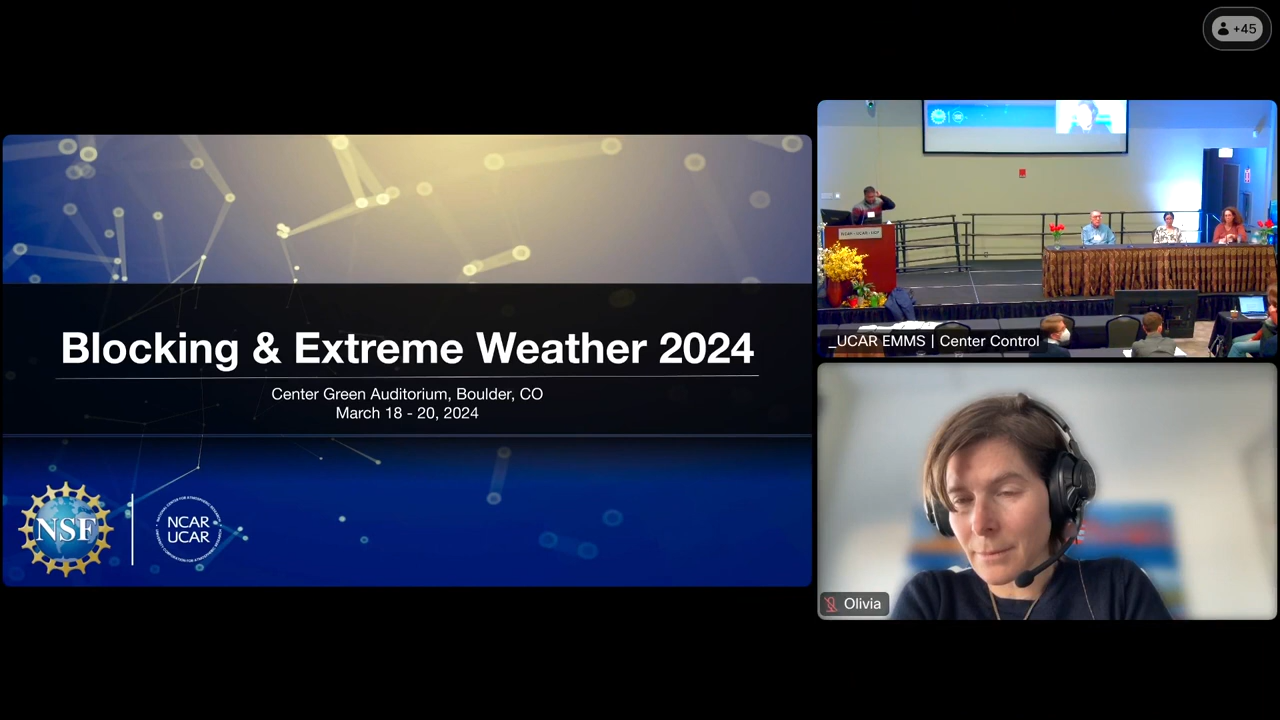 +45
Blocking & Extreme Weather 2024
Center Green Auditorium, Boulder, CO
March 18 - 20, 2024
NSF
NCAR
UCAR
_UCAR EMMS | Center Control
Olivia